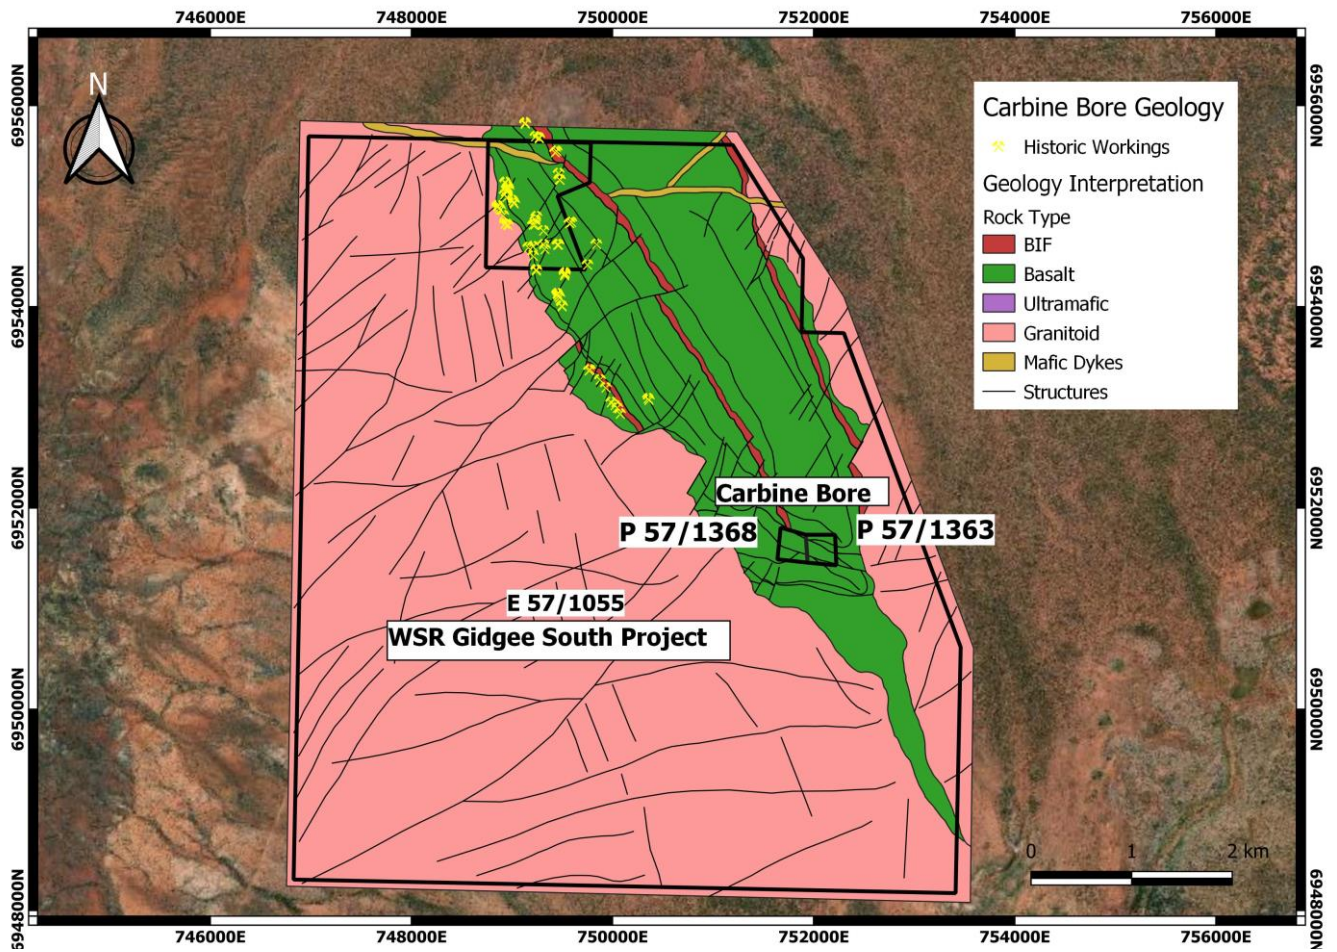 746000E 748000E 750000E 752000E 754000E 756000E
N
6956000N 6956000N
Carbine Bore Geology
Historic Workings
Geology Interpretation
Rock Type
BIF
Basalt
Ultramafic
Granitoid
Mafic Dykes
Structures
6954000N 6954000N
6952000N 6952000N
Carbine Bore
P 57/1368 P 57/1363
E 57/1055
WSR Gidgee South Project
6950000N 6950000N
0 1 2 km
6948000N 6948000N
746000E 748000E 750000E 752000E 754000E 756000E